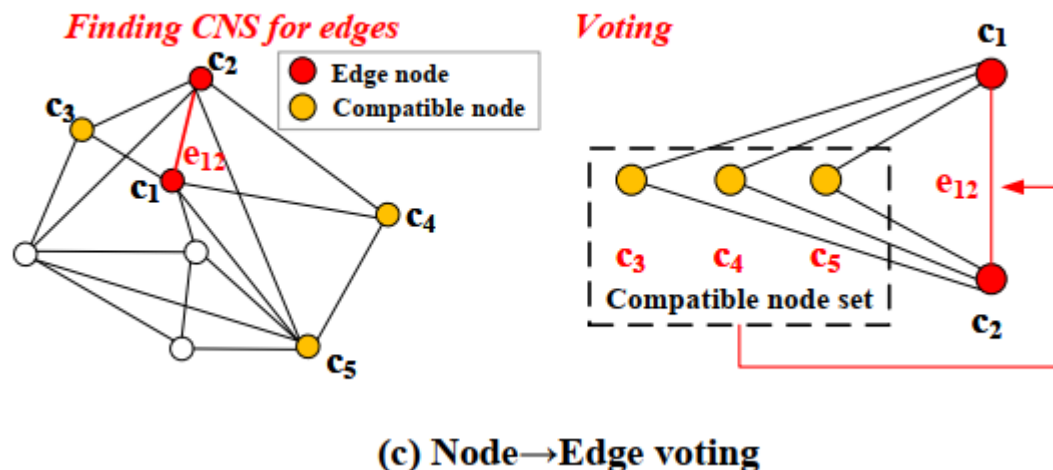 Finding CNS for edges
c₂
Edge node
Compatible node
c₃
e₁₂
c₁
c₄
c₅
Voting
c₁
e₁₂
c₃ c₄ c₅
Compatible node set
c₂
(c) Node→Edge voting